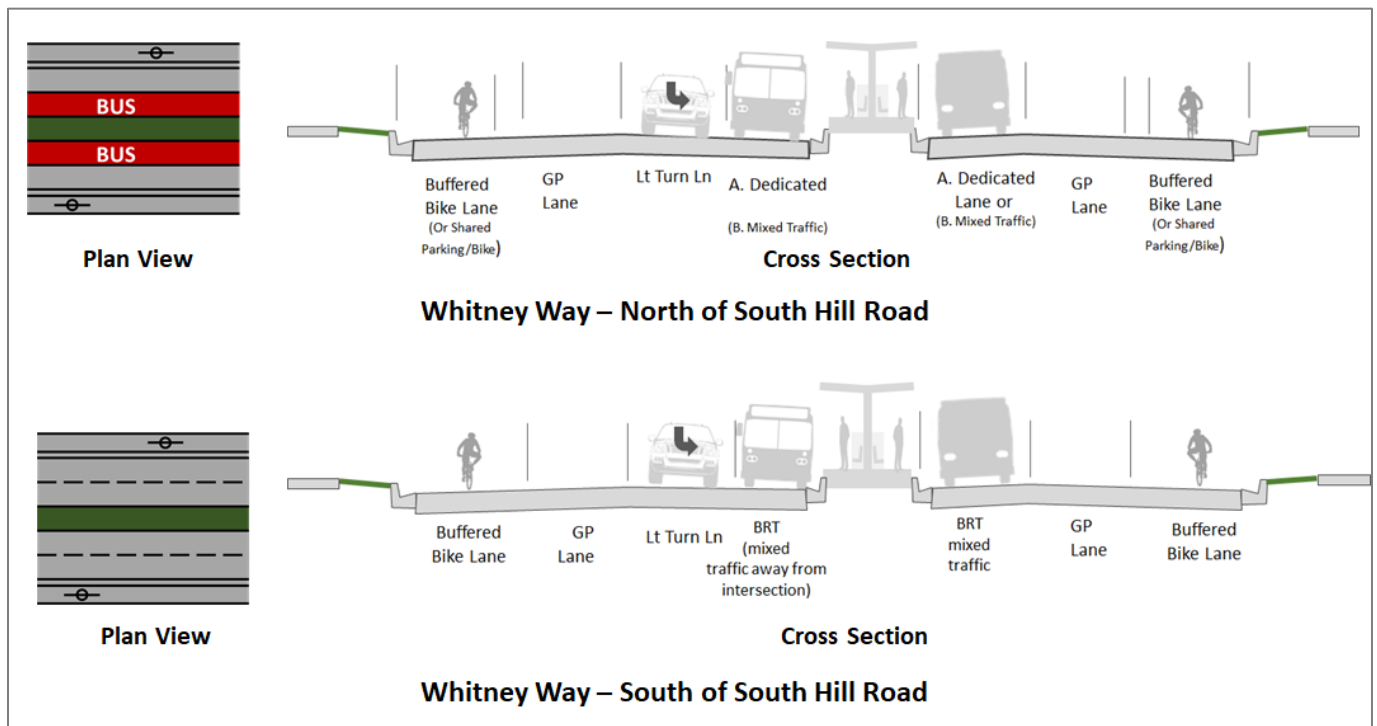 BUS
BUS
Plan View
Buffered
Bike Lane
(Or Shared
Parking/Bike)
GP
Lane
Lt Turn Ln
A. Dedicated
(B. Mixed Traffic)
A. Dedicated
Lane or
(B. Mixed Traffic)
GP
Lane
Buffered
Bike Lane
(Or Shared
Parking/Bike)
Cross Section
Whitney Way – North of South Hill Road
Plan View
Buffered
Bike Lane
GP
Lane
Lt Turn Ln
BRT
(mixed
traffic away from
intersection)
BRT
mixed
traffic
GP
Lane
Buffered
Bike Lane
Cross Section
Whitney Way – South of South Hill Road